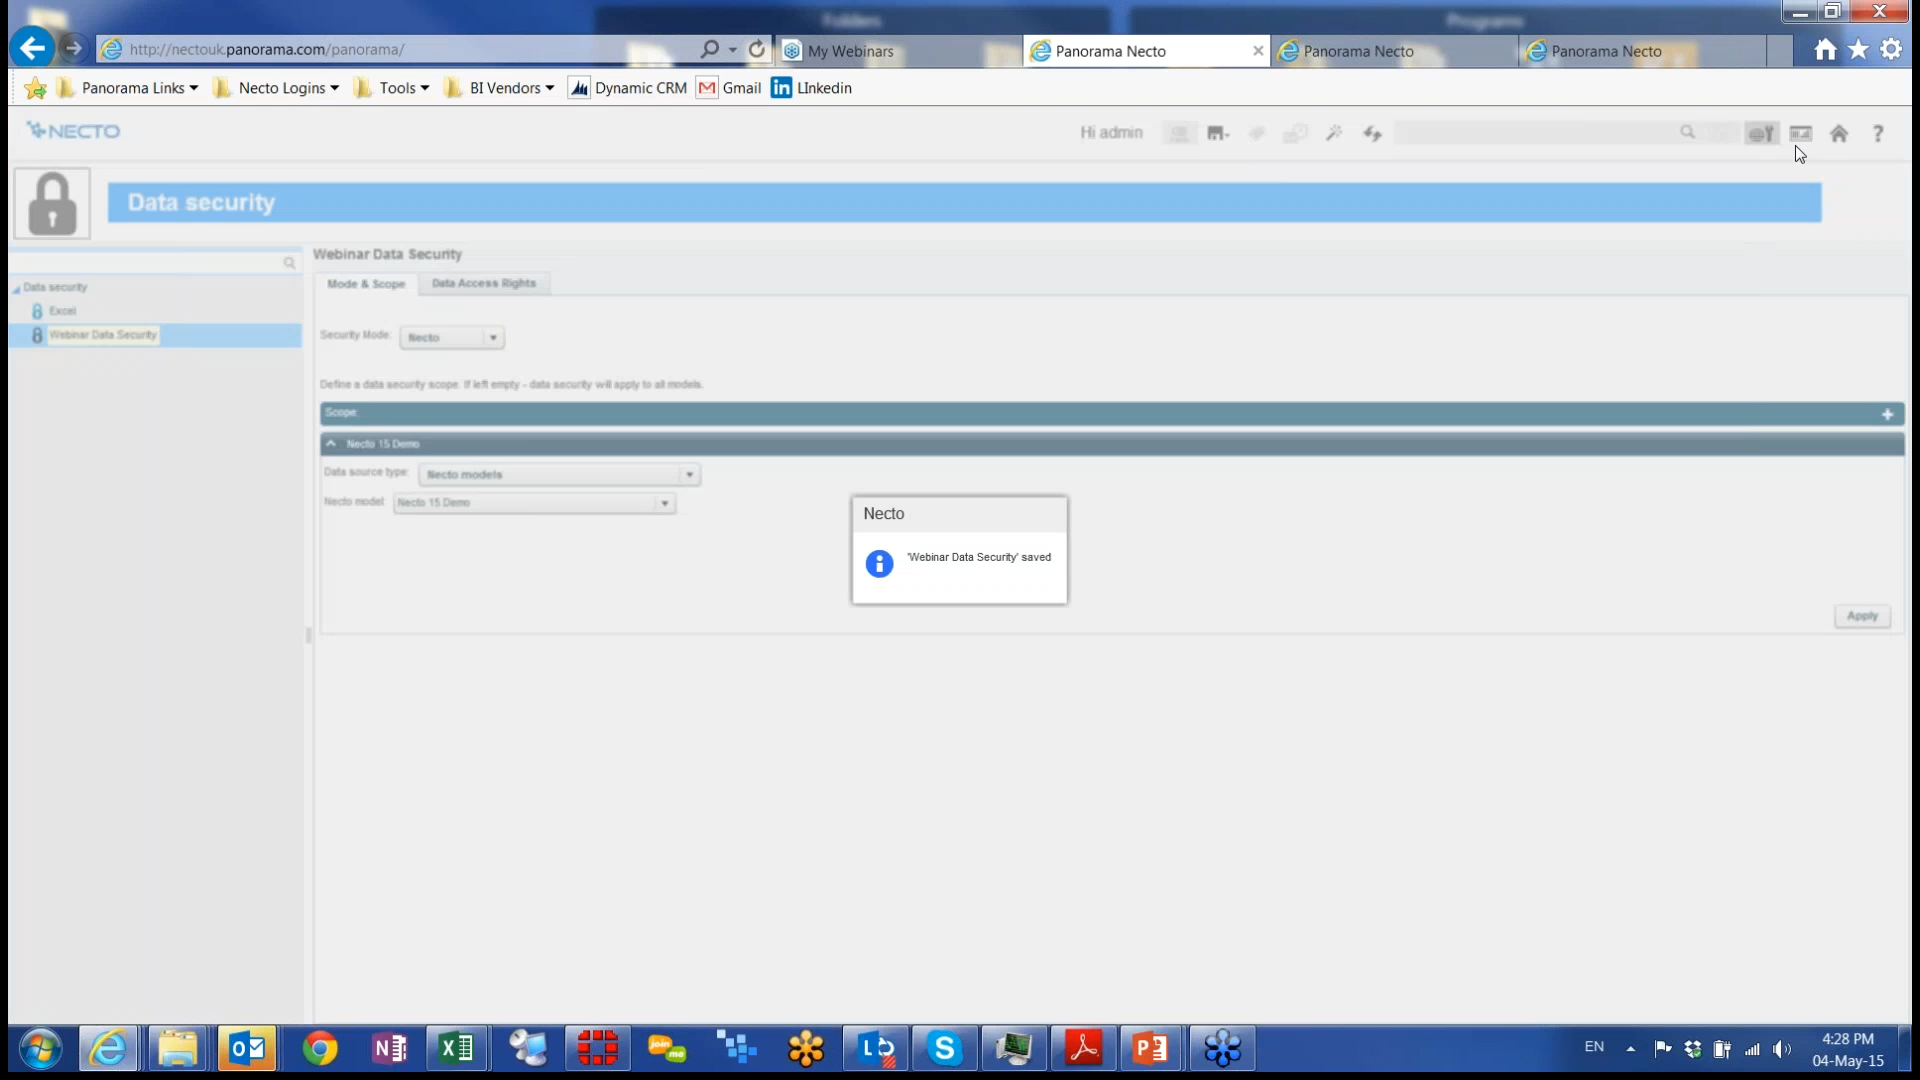 Folders
Programs
http://nectouk.panorama.com/panorama/
My Webinars
Panorama Necto
Panorama Necto
Panorama Necto
Panorama Links
Necto Logins
Tools
BI Vendors
Dynamic CRM
Gmail
LInkedin
NECTO
Hi admin
?
Data security
Webinar Data Security
Mode & Scope
Data Access Rights
Data security
Excel
Webinar Data Security
Security Mode:
Necto
Define a data security scope. If left empty - data security will apply to all models.
Scope:
Necto 15 Demo
Data source type:
Necto models
Necto model:
Necto 15 Demo
Necto
'Webinar Data Security' saved
Apply
EN
4:28 PM
04-May-15